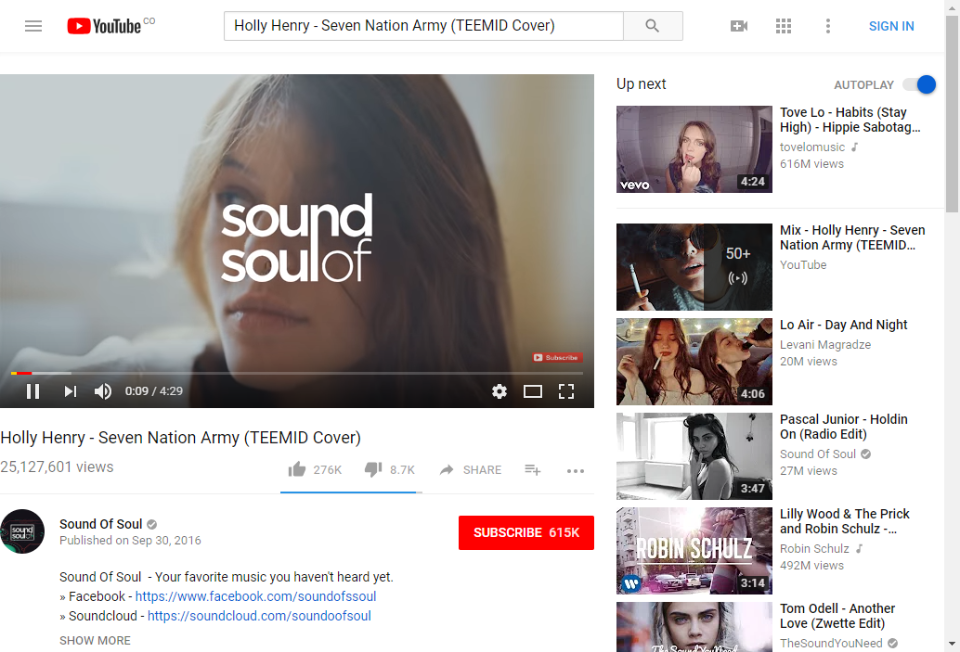 YouTube CO
Holly Henry - Seven Nation Army (TEEMID Cover)
SIGN IN
sound
soulof
Subscribe
0:09 / 4:29
Holly Henry - Seven Nation Army (TEEMID Cover)
25,127,601 views
276K
8.7K
SHARE
sound
soulof
Sound Of Soul
Published on Sep 30, 2016
SUBSCRIBE 615K
Sound Of Soul - Your favorite music you haven't heard yet.
» Facebook - https://www.facebook.com/soundofssoul
» Soundcloud - https://soundcloud.com/soundoofsoul
SHOW MORE
Up next
AUTOPLAY
vevo
4:24
Tove Lo - Habits (Stay
High) - Hippie Sabotag...
tovelomusic
616M views
50+
Mix - Holly Henry - Seven
Nation Army (TEEMID...
YouTube
4:06
Lo Air - Day And Night
Levani Magradze
20M views
3:47
Pascal Junior - Holdin
On (Radio Edit)
Sound Of Soul
27M views
ROBIN SCHULZ
W
3:14
Lilly Wood & The Prick
and Robin Schulz -...
Robin Schulz
492M views
TheSoundYouNeed
Tom Odell - Another
Love (Zwette Edit)
TheSoundYouNeed